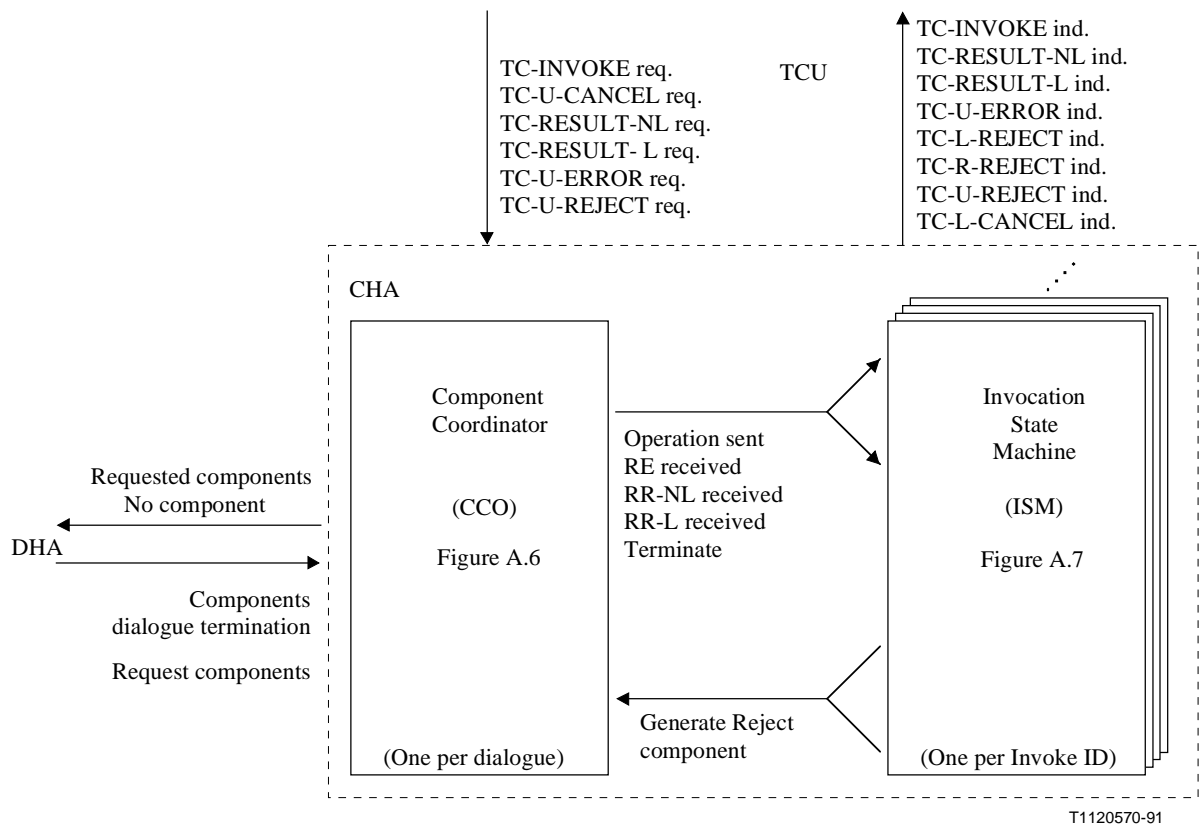 TC-INVOKE req.
TC-U-CANCEL req.
TC-RESULT-NL req.
TC-RESULT- L req.
TC-U-ERROR req.
TC-U-REJECT req.
TCU
TC-INVOKE ind.
TC-RESULT-NL ind.
TC-RESULT-L ind.
TC-U-ERROR ind.
TC-L-REJECT ind.
TC-R-REJECT ind.
TC-U-REJECT ind.
TC-L-CANCEL ind.
CHA
Component
Coordinator
(CCO)
Figure A.6
(One per dialogue)
Operation sent
RE received
RR-NL received
RR-L received
Terminate
Generate Reject
component
Invocation
State
Machine
(ISM)
Figure A.7
(One per Invoke ID)
Requested components
No component
DHA
Components
dialogue termination
Request components
T1120570-91